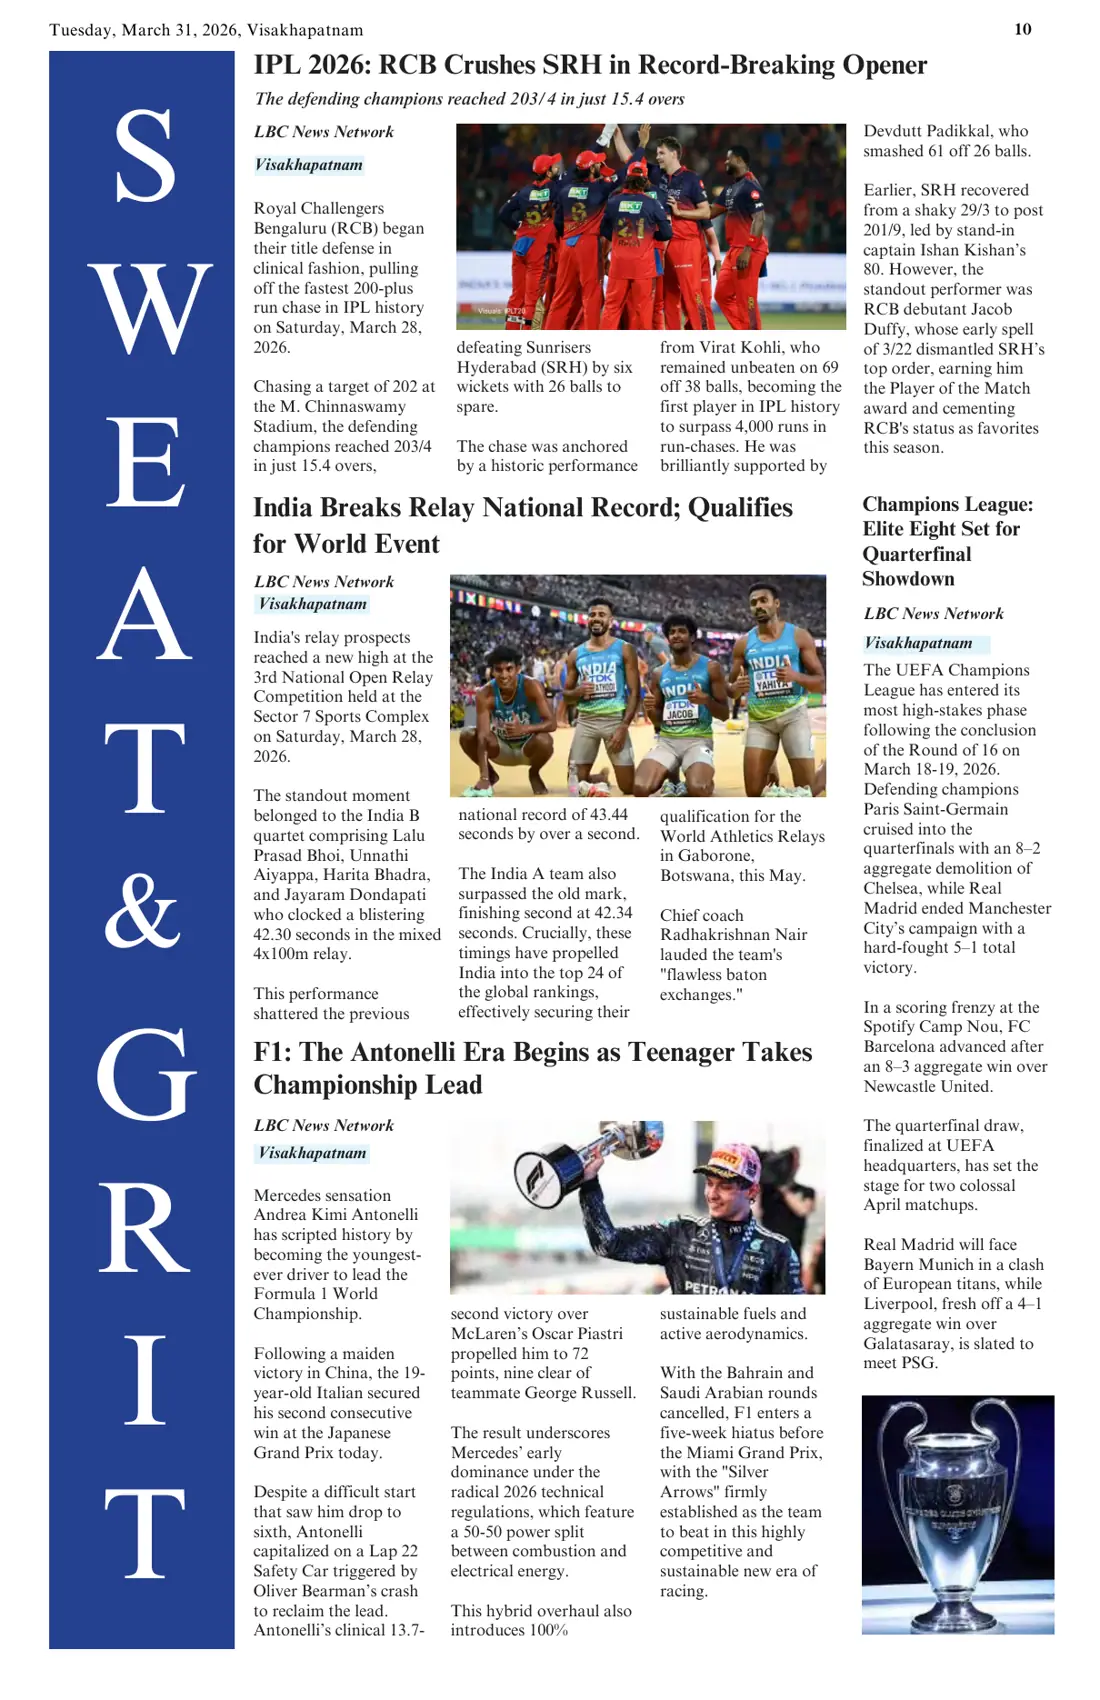 Tuesday, March 31, 2026, Visakhapatnam
10
S
W
E
A
T
&
G
R
I
T
IPL 2026: RCB Crushes SRH in Record-Breaking Opener
The defending champions reached 203/4 in just 15.4 overs
LBC News Network
Visakhapatnam
Royal Challengers
Bengaluru (RCB) began
their title defense in
clinical fashion, pulling
off the fastest 200-plus
run chase in IPL history
on Saturday, March 28,
2026.
Chasing a target of 202 at
the M. Chinnaswamy
Stadium, the defending
champions reached 203/4
in just 15.4 overs,
Visuals: IPLT20
defeating Sunrisers
Hyderabad (SRH) by six
wickets with 26 balls to
spare.
The chase was anchored
by a historic performance
from Virat Kohli, who
remained unbeaten on 69
off 38 balls, becoming the
first player in IPL history
to surpass 4,000 runs in
run-chases. He was
brilliantly supported by
Devdutt Padikkal, who
smashed 61 off 26 balls.
Earlier, SRH recovered
from a shaky 29/3 to post
201/9, led by stand-in
captain Ishan Kishan’s
80. However, the
standout performer was
RCB debutant Jacob
Duffy, whose early spell
of 3/22 dismantled SRH’s
top order, earning him
the Player of the Match
award and cementing
RCB's status as favorites
this season.
India Breaks Relay National Record; Qualifies
for World Event
LBC News Network
Visakhapatnam
India's relay prospects
reached a new high at the
3rd National Open Relay
Competition held at the
Sector 7 Sports Complex
on Saturday, March 28,
2026.
The standout moment
belonged to the India B
quartet comprising Lalu
Prasad Bhoi, Unnathi
Aiyappa, Harita Bhadra,
and Jayaram Dondapati
who clocked a blistering
42.30 seconds in the mixed
4x100m relay.
This performance
shattered the previous
INDIA
TDK
INDIA
TDK
JACOB
INDIA
TDK
YAHIYA
national record of 43.44
seconds by over a second.
The India A team also
surpassed the old mark,
finishing second at 42.34
seconds. Crucially, these
timings have propelled
India into the top 24 of
the global rankings,
effectively securing their
qualification for the
World Athletics Relays
in Gaborone,
Botswana, this May.
Chief coach
Radhakrishnan Nair
lauded the team's
"flawless baton
exchanges."
Champions League:
Elite Eight Set for
Quarterfinal
Showdown
LBC News Network
Visakhapatnam
The UEFA Champions
League has entered its
most high-stakes phase
following the conclusion
of the Round of 16 on
March 18-19, 2026.
Defending champions
Paris Saint-Germain
cruised into the
quarterfinals with an 8–2
aggregate demolition of
Chelsea, while Real
Madrid ended Manchester
City’s campaign with a
hard-fought 5–1 total
victory.
In a scoring frenzy at the
Spotify Camp Nou, FC
Barcelona advanced after
an 8–3 aggregate win over
Newcastle United.
The quarterfinal draw,
finalized at UEFA
headquarters, has set the
stage for two colossal
April matchups.
Real Madrid will face
Bayern Munich in a clash
of European titans, while
Liverpool, fresh off a 4–1
aggregate win over
Galatasaray, is slated to
meet PSG.
F1: The Antonelli Era Begins as Teenager Takes
Championship Lead
LBC News Network
Visakhapatnam
Mercedes sensation
Andrea Kimi Antonelli
has scripted history by
becoming the youngest-
ever driver to lead the
Formula 1 World
Championship.
Following a maiden
victory in China, the 19-
year-old Italian secured
his second consecutive
win at the Japanese
Grand Prix today.
Despite a difficult start
that saw him drop to
sixth, Antonelli
capitalized on a Lap 22
Safety Car triggered by
Oliver Bearman’s crash
to reclaim the lead.
Antonelli’s clinical 13.7-
second victory over
McLaren’s Oscar Piastri
propelled him to 72
points, nine clear of
teammate George Russell.
The result underscores
Mercedes’ early
dominance under the
radical 2026 technical
regulations, which feature
a 50-50 power split
between combustion and
electrical energy.
This hybrid overhaul also
introduces 100%
sustainable fuels and
active aerodynamics.
With the Bahrain and
Saudi Arabian rounds
cancelled, F1 enters a
five-week hiatus before
the Miami Grand Prix,
with the "Silver
Arrows" firmly
established as the team
to beat in this highly
competitive and
sustainable new era of
racing.